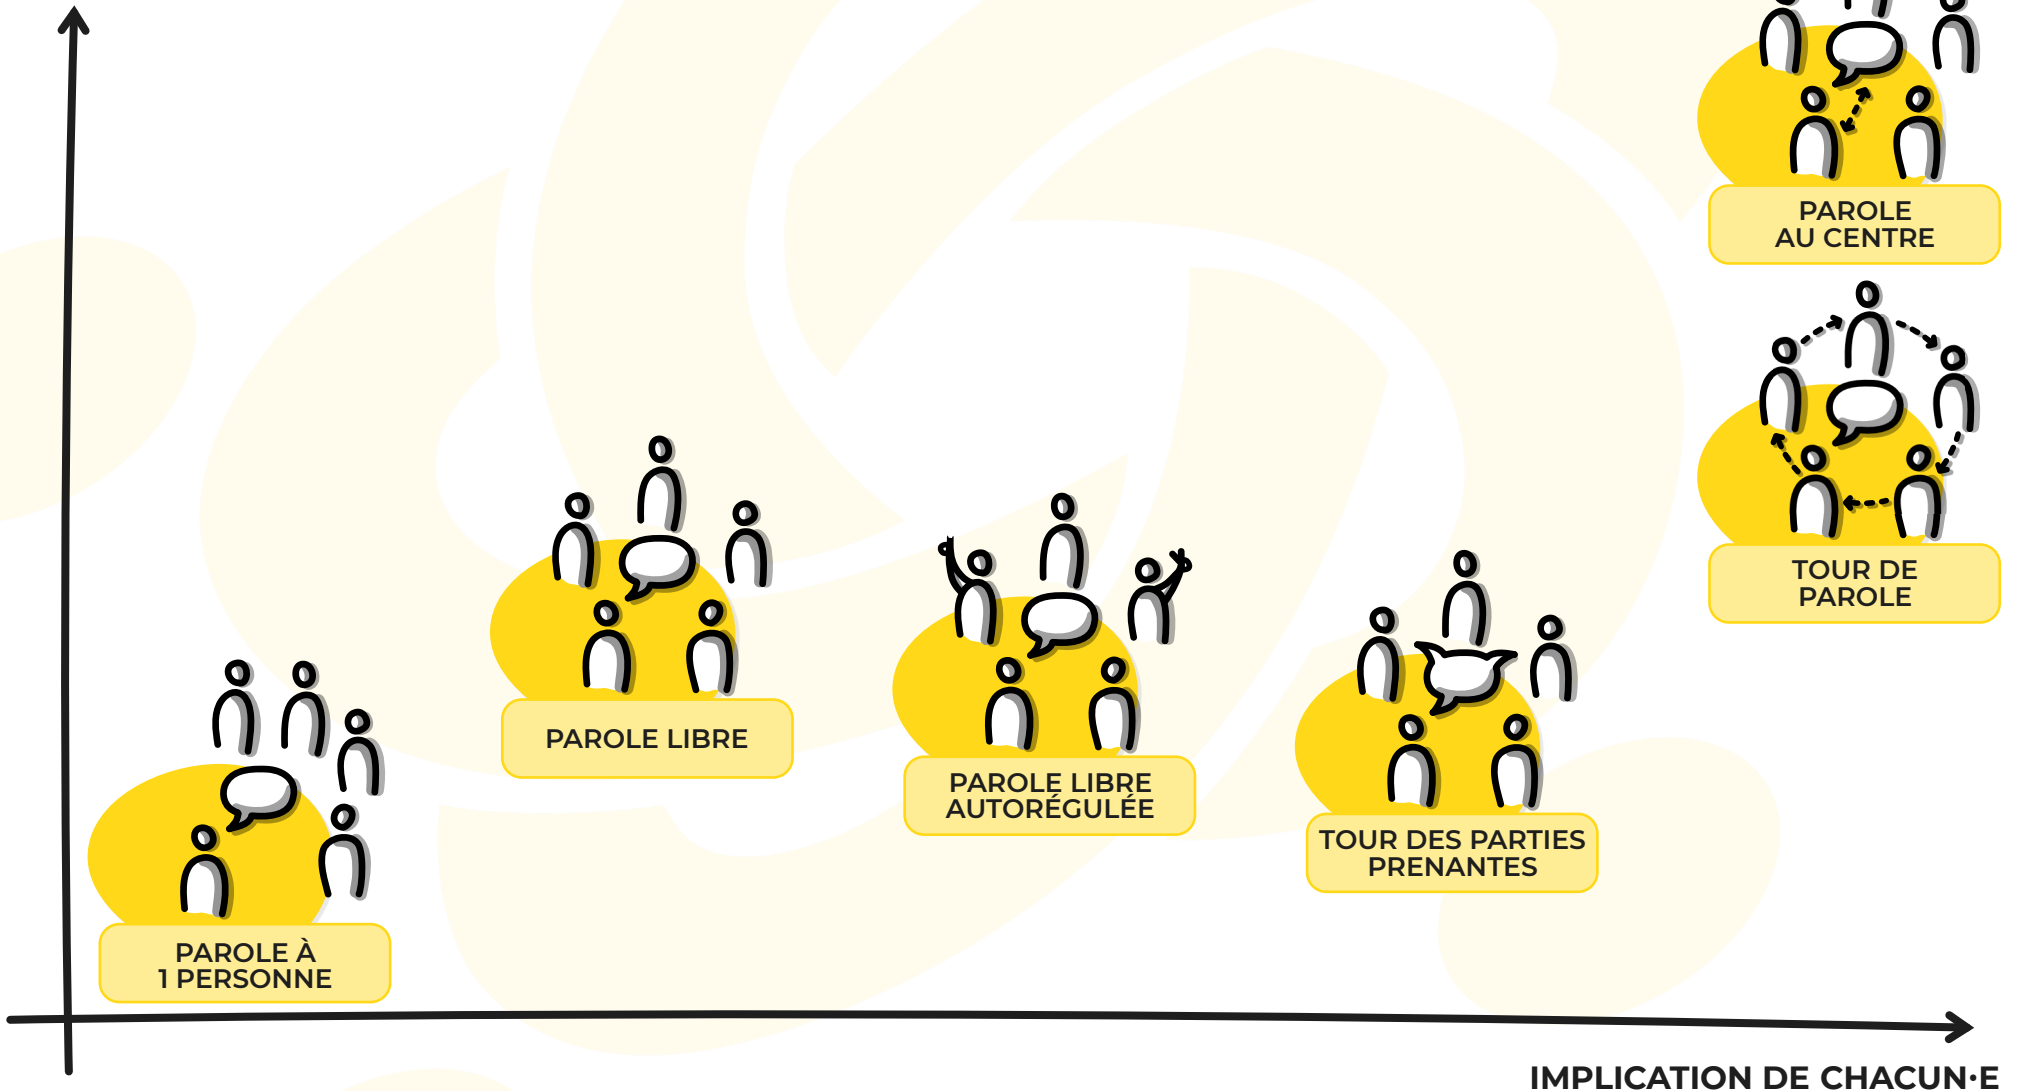 PAROLE
AU CENTRE
TOUR DE
PAROLE
PAROLE LIBRE
PAROLE LIBRE
AUTORÉGULÉE
TOUR DES PARTIES
PRENANTES
PAROLE À
1 PERSONNE
IMPLICATION DE CHACUN·E